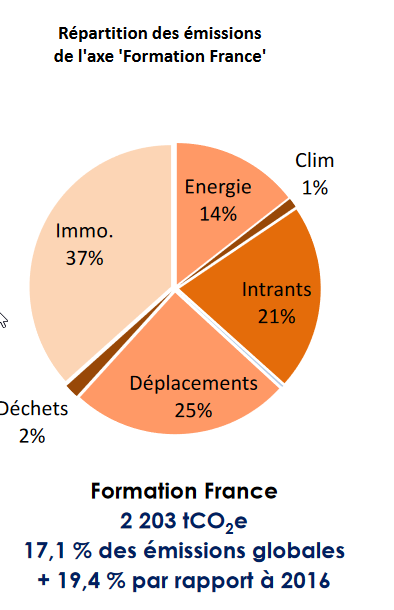 Répartition des émissions
de l'axe 'Formation France'
Clim
1%
Energie
14%
Immo.
37%
Intrants
21%
Déplacements
25%
Déchets
2%
Formation France
2 203 tCO₂e
17,1 % des émissions globales
+ 19,4 % par rapport à 2016